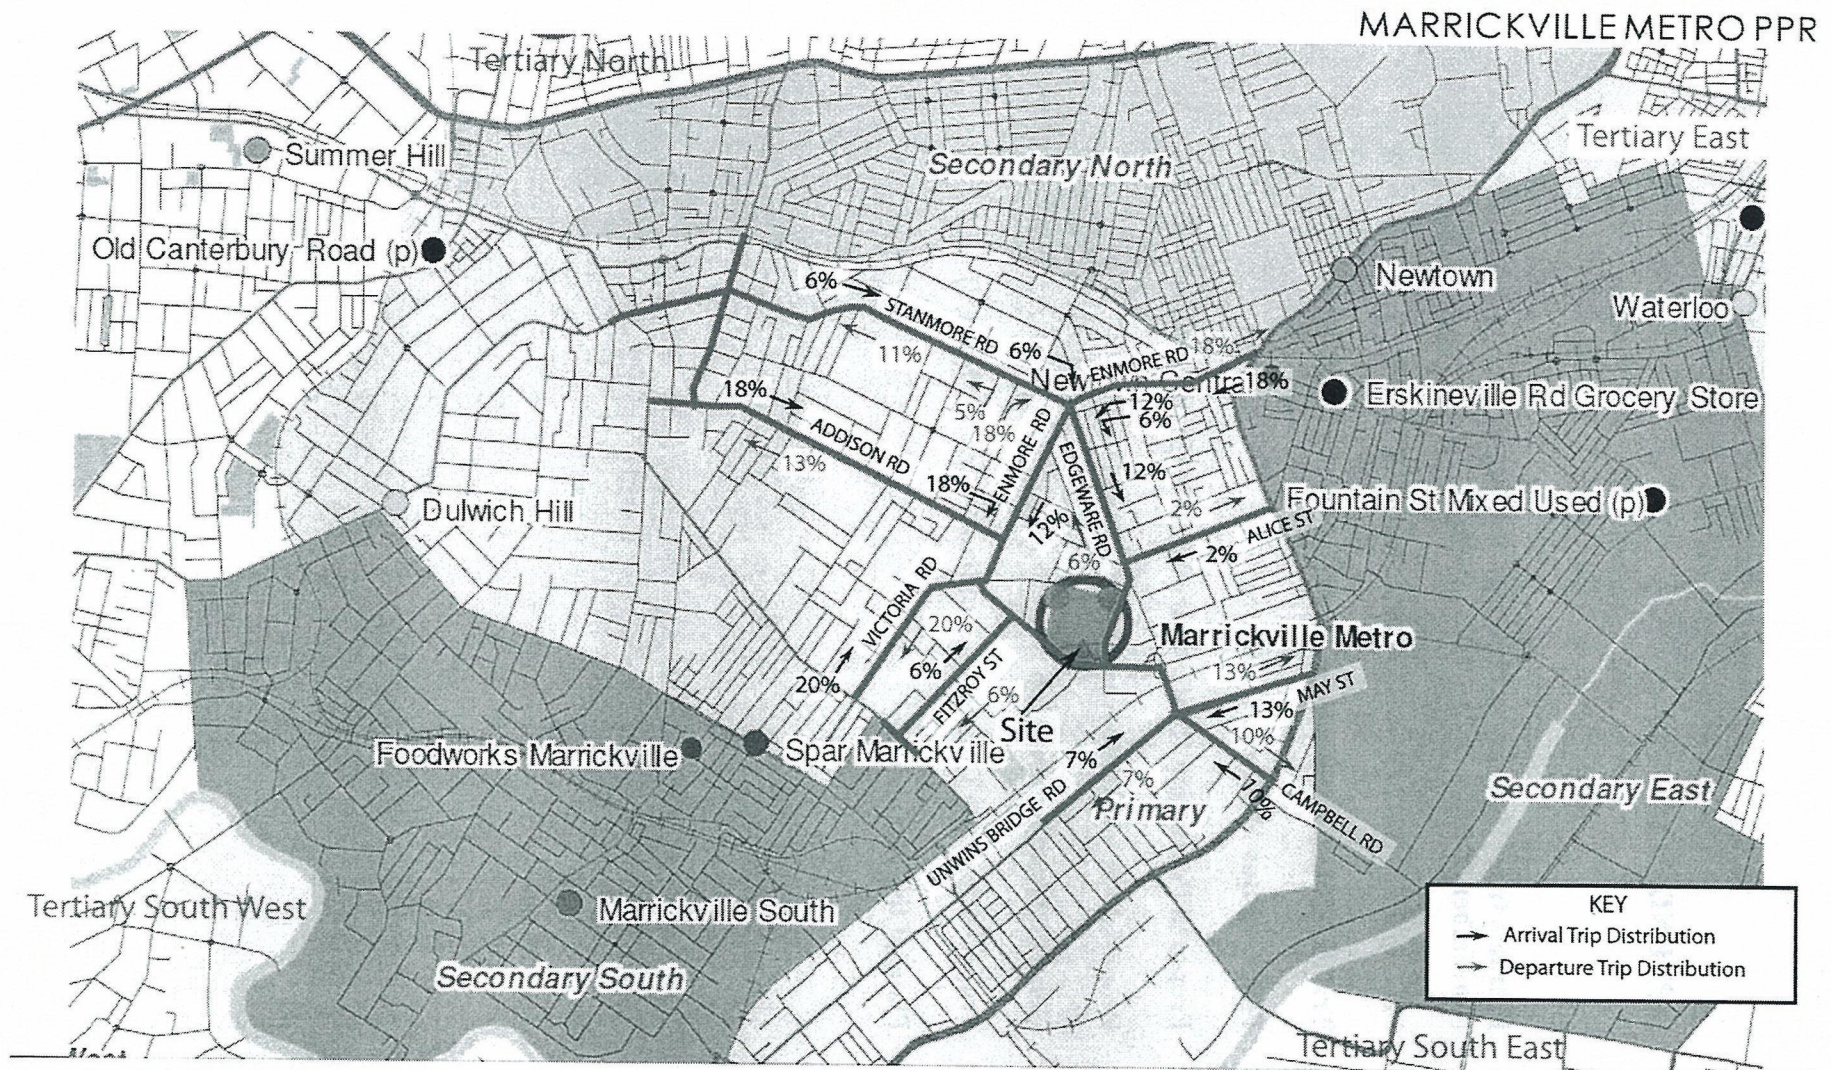 MARRICKVILLE METRO PPR
Tertiary North
Tertiary East
Summer Hill
Secondary North
Old Canterbury Road (p)
Newtown
Waterloo
6%
STANMORE RD
6%
ENMORE RD
18%
11%
18%
Erskineville Rd Grocery Store
18%
5%
18%
12%
6%
ADDISON RD
13%
18%
ENMORE RD
EDGEWARE RD
12%
2%
Fountain St Mixed Used (p)
Dulwich Hill
12%
6%
ALICE ST
2%
VICTORIA RD
20%
Marrickville Metro
20%
6%
FITZROY ST
6%
13%
MAY ST
13%
Site
10%
Foodworks Marrickville
Spar Marrickville
7%
7%
10%
Primary
CAMPBELL RD
Secondary East
UNWINS BRIDGE RD
Tertiary South West
Marrickville South
Secondary South
KEY
Arrival Trip Distribution
Departure Trip Distribution
Tertiary South East